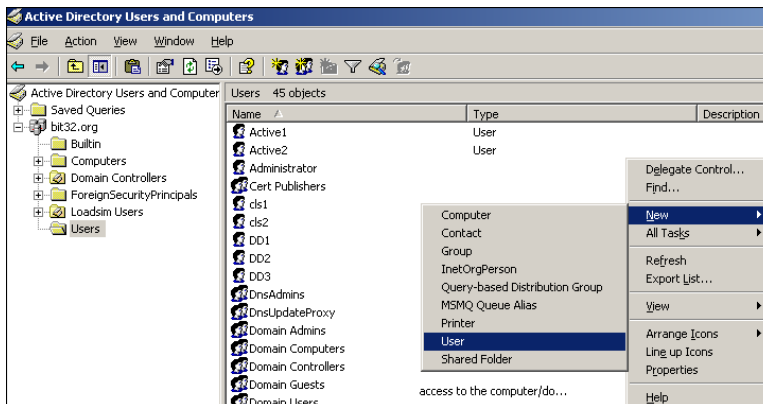 Active Directory Users and Computers
File Action View Window Help
Active Directory Users and Computer
Saved Queries
bit32.org
Builtin
Computers
Domain Controllers
ForeignSecurityPrincipals
Loadsim Users
Users
Users 45 objects
Name Type Description
Active1 User
Active2 User
Administrator
Cert Publishers
cls1
cls2
DD1
DD2
DD3
DnsAdmins
DnsUpdateProxy
Domain Admins
Domain Computers
Domain Controllers
Domain Guests
Domain Users
access to the computer/do...
Computer
Contact
Group
InetOrgPerson
Query-based Distribution Group
MSMQ Queue Alias
Printer
User
Shared Folder
Delegate Control...
Find...
New
All Tasks
Refresh
Export List...
View
Arrange Icons
Line up Icons
Properties
Help